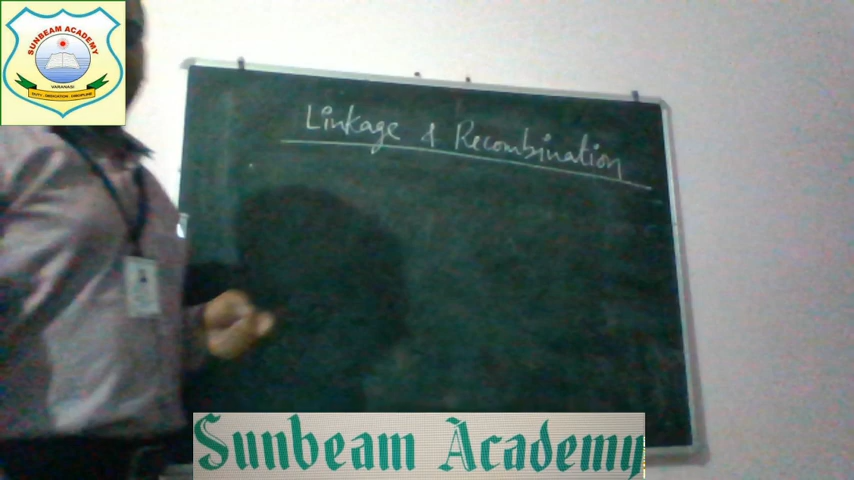 SUNBEAM ACADEMY
VARANASI
Linkage & Recombination
Sunbeam Academy